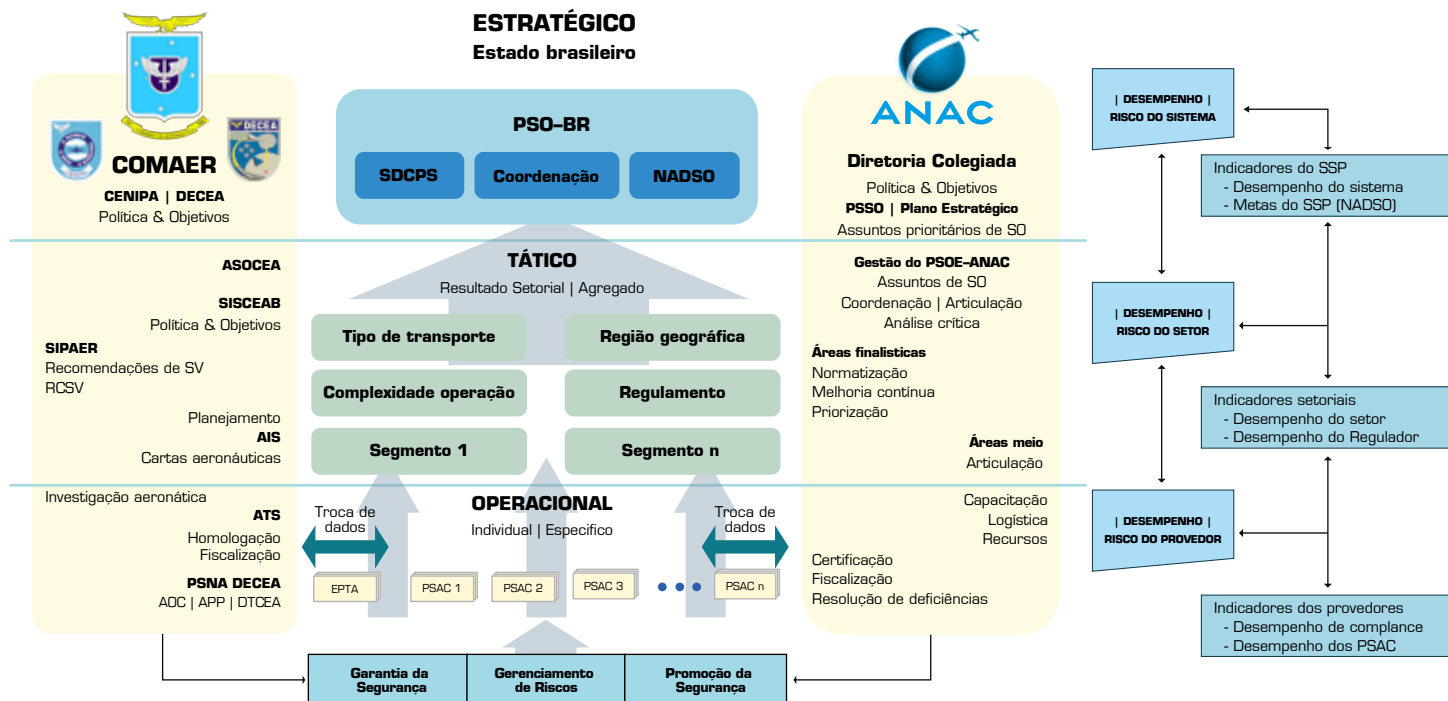 ESTRATÉGICO
Estado brasileiro
DECEA
COMAER
CENIPA | DECEA
Política & Objetivos
PSO–BR
SDCPS
Coordenação
NADSO
ANAC
Diretoria Colegiada
Política & Objetivos
PSSO | Plano Estratégico
Assuntos prioritários de SO
| DESEMPENHO |
RISCO DO SISTEMA
Indicadores do SSP
- Desempenho do sistema
- Metas do SSP (NADSO)
ASOCEA
SISCEAB
Política & Objetivos
SIPAER
Recomendações de SV
RCSV
Planejamento
AIS
Cartas aeronáuticas
TÁTICO
Resultado Setorial | Agregado
Tipo de transporte
Região geográfica
Complexidade operação
Regulamento
Segmento 1
Segmento n
Gestão do PSOE–ANAC
Assuntos de SO
Coordenação | Articulação
Análise crítica
Áreas finalisticas
Normatização
Melhoria contínua
Priorização
Áreas meio
Articulação
| DESEMPENHO |
RISCO DO SETOR
Indicadores setoriais
- Desempenho do setor
- Desempenho do Regulador
Investigação aeronática
ATS
Homologação
Fiscalização
PSNA DECEA
AOC | APP | DTCEA
OPERACIONAL
Individual | Especifico
Troca de
dados
Troca de
dados
EPTA
PSAC 1
PSAC 2
PSAC 3
PSAC n
Capacitação
Logística
Recursos
Certificação
Fiscalização
Resolução de deficiências
| DESEMPENHO |
RISCO DO PROVEDOR
Indicadores dos provedores
- Desempenho de complance
- Desempenho dos PSAC
Garantia da
Segurança
Gerenciamento
de Riscos
Promoção da
Segurança